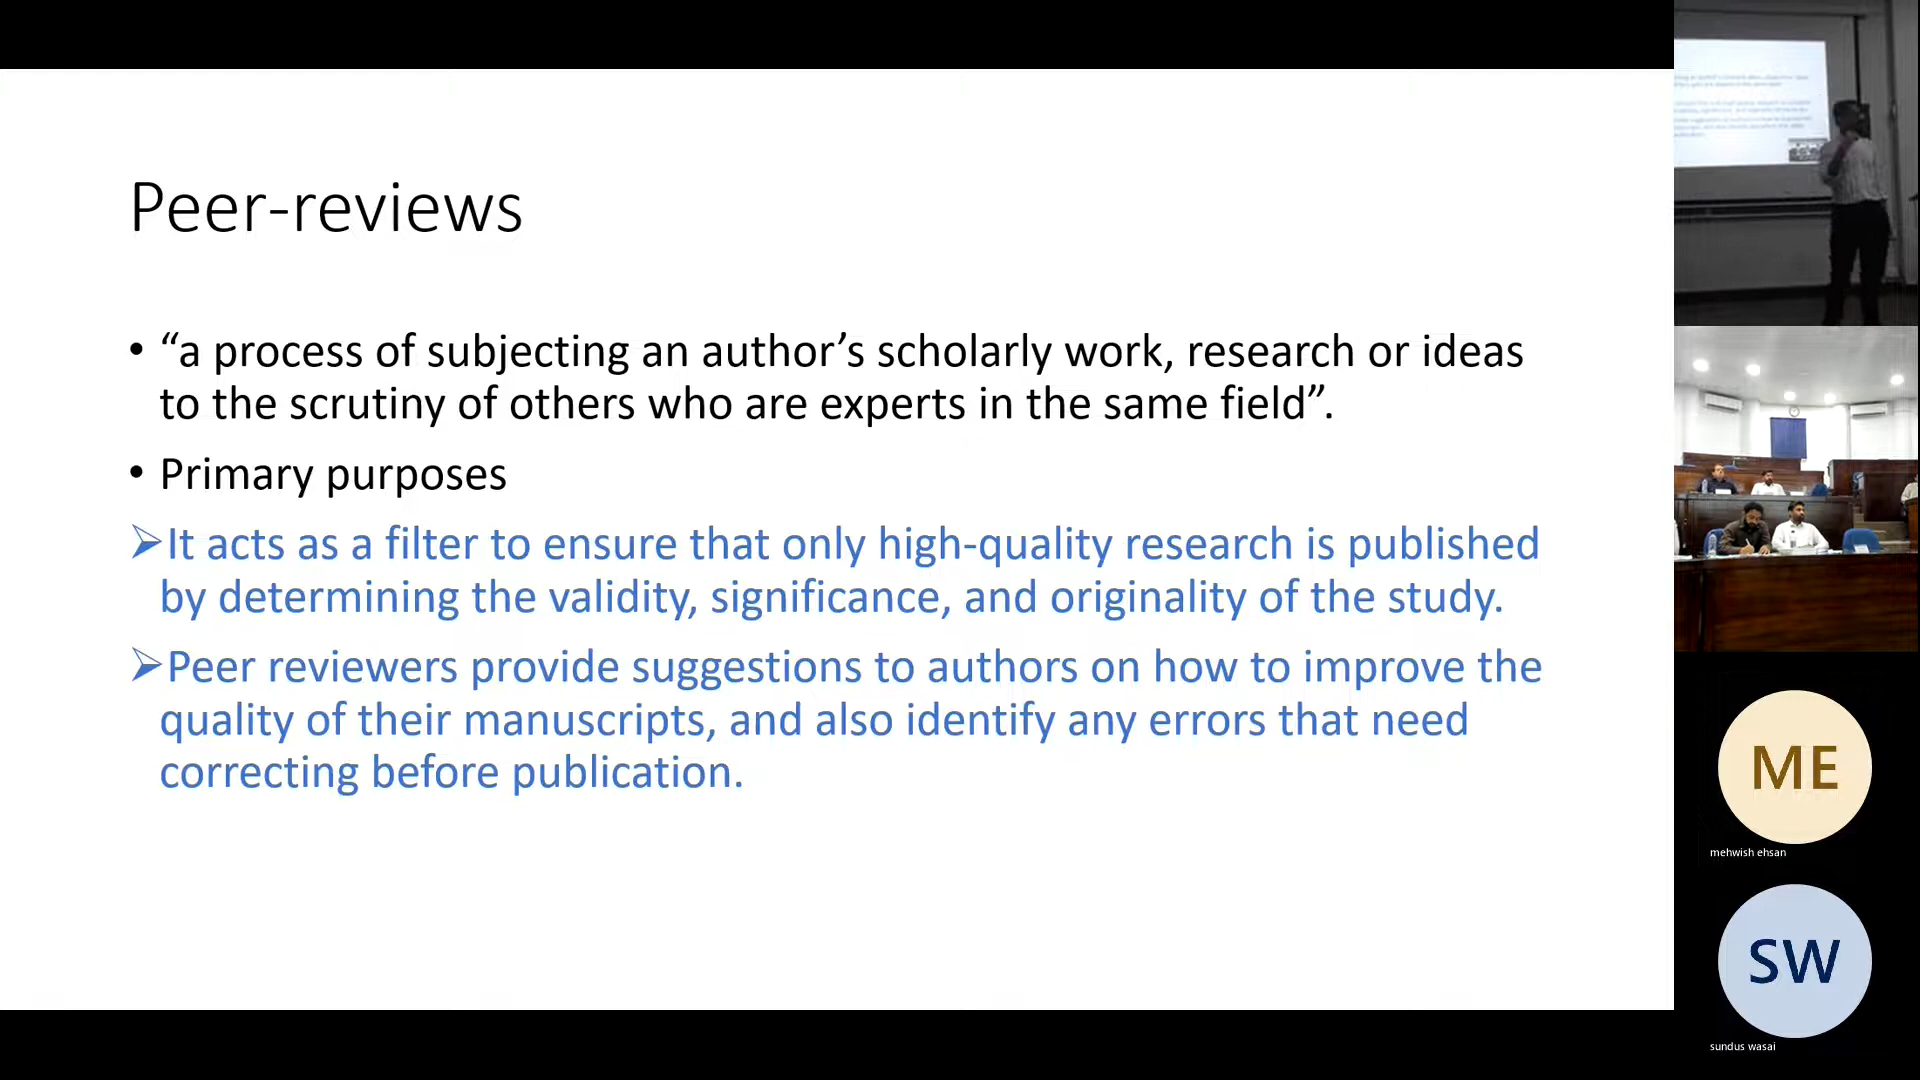 Peer-reviews
• “a process of subjecting an author’s scholarly work, research or ideas
to the scrutiny of others who are experts in the same field”.
• Primary purposes
➢It acts as a filter to ensure that only high-quality research is published
by determining the validity, significance, and originality of the study.
➢Peer reviewers provide suggestions to authors on how to improve the
quality of their manuscripts, and also identify any errors that need
correcting before publication.
ME
mehwish ehsan
SW
sundus wasai